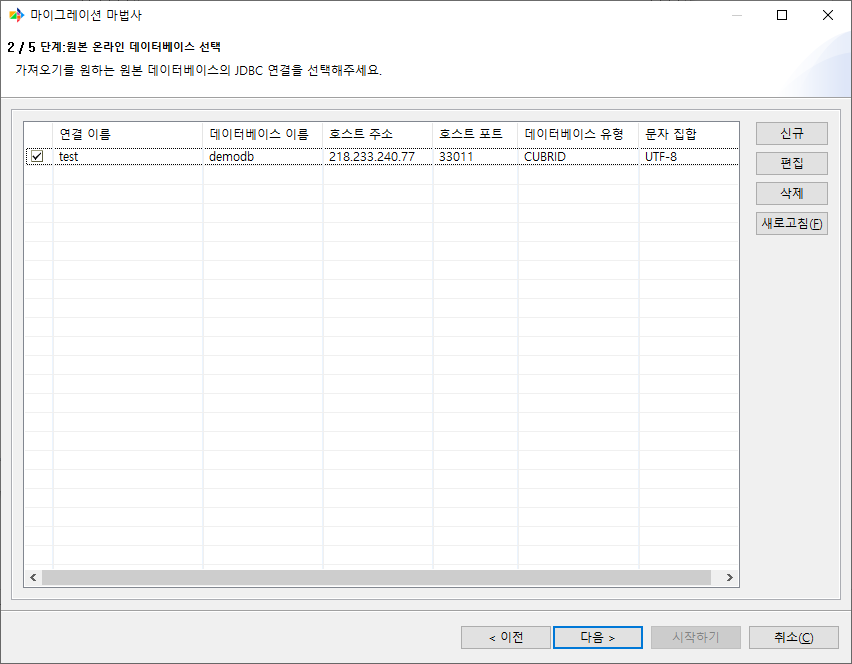 마이그레이션 마법사
2 / 5 단계:원본 온라인 데이터베이스 선택
가져오기를 원하는 원본 데이터베이스의 JDBC 연결을 선택해주세요.
연결 이름 데이터베이스 이름 호스트 주소 호스트 포트 데이터베이스 유형 문자 집합
test demodb 218.233.240.77 33011 CUBRID UTF-8
신규
편집
삭제
새로고침(F)
< 이전 다음 > 시작하기 취소(C)